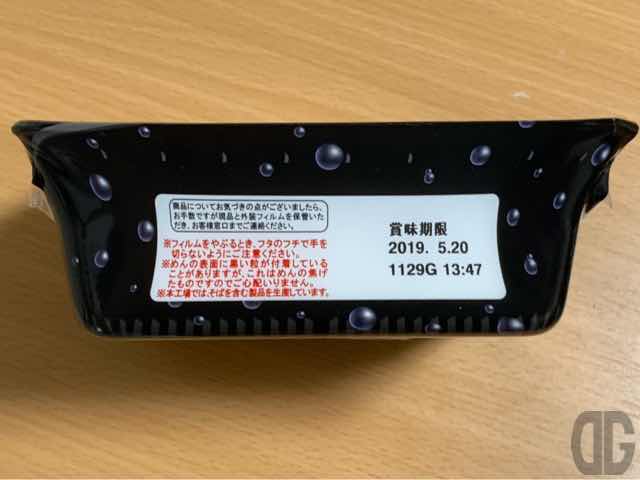 商品についてお気づきの点がございましたら、
お手数ですが現品と外装フィルムを保管いた
だき、お客様窓口までご連絡ください。
※フィルムをやぶるとき、フタのフチで手を
切らないようにご注意ください。
※めんの表面に黒い粒が付着している
ことがありますが、これはめんの焦げ
たものですのでご心配いりません。
※本工場では、そばを含む製品を生産しています。
賞味期限
2019. 5.20
1129G 13:47
DG